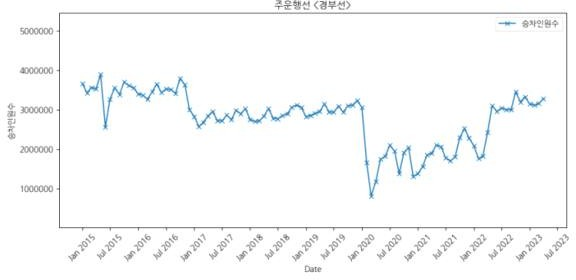 주운행선 <경부선>
승차인원수
5000000
4000000
3000000
2000000
1000000
승차인원수
Jan 2015
Jul 2015
Jan 2016
Jul 2016
Jan 2017
Jul 2017
Jan 2018
Jul 2018
Jan 2019
Jul 2019
Jan 2020
Jul 2020
Jan 2021
Jul 2021
Jan 2022
Jul 2022
Jan 2023
Jul 2023
Date